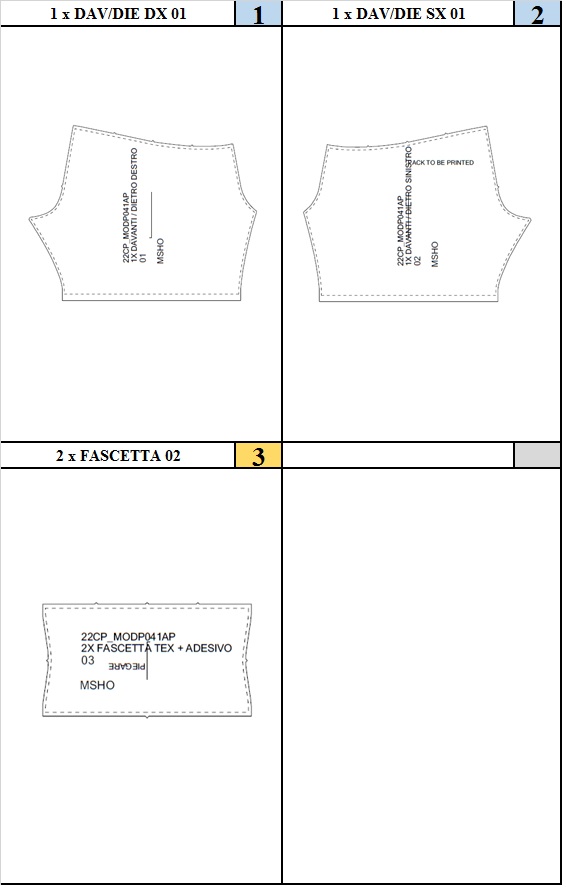 1 x DAV/DIE DX 01
1
1 x DAV/DIE SX 01
2
22CP_MODP041AP
1X DAVANTI / DIETRO DESTRO
01
MSHO
22CP_MODP041AP
1X DAVANTI / DIETRO SINISTRO
02
MSHO
BACK TO BE PRINTED
2 x FASCETTA 02
3
22CP_MODP041AP
2X FASCETTA TEX + ADESIVO
03
PIEGARE
MSHO